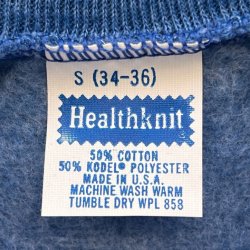 S (34-36)
Healthknit
50% COTTON
50% KODEL® POLYESTER
MADE IN U.S.A.
MACHINE WASH WARM
TUMBLE DRY WPL 858